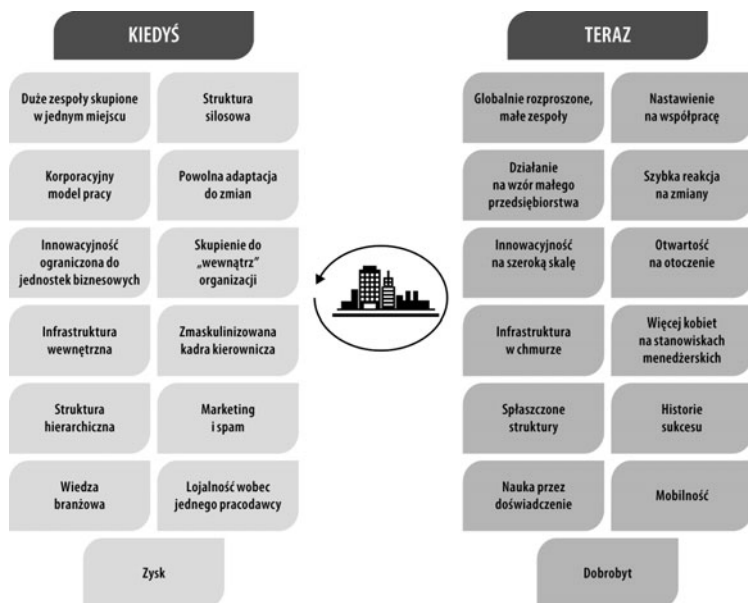 KIEDYŚ
Duże zespoły skupione
w jednym miejscu
Struktura
silosowa
Korporacyjny
model pracy
Powolna adaptacja
do zmian
Innowacyjność
ograniczona do
jednostek biznesowych
Skupienie do
„wewnątrz”
organizacji
Infrastruktura
wewnętrzna
Zmaskulinizowana
kadra kierownicza
Struktura
hierarchiczna
Marketing
i spam
Wiedza
branżowa
Lojalność wobec
jednego pracodawcy
Zysk
TERAZ
Globalnie rozproszone,
małe zespoły
Nastawienie
na współpracę
Działanie
na wzór małego
przedsiębiorstwa
Szybka reakcja
na zmiany
Innowacyjność
na szeroką skalę
Otwartość
na otoczenie
Infrastruktura
w chmurze
Więcej kobiet
na stanowiskach
menedżerskich
Spłaszczone
struktury
Historie
sukcesu
Nauka przez
doświadczenie
Mobilność
Dobrobyt